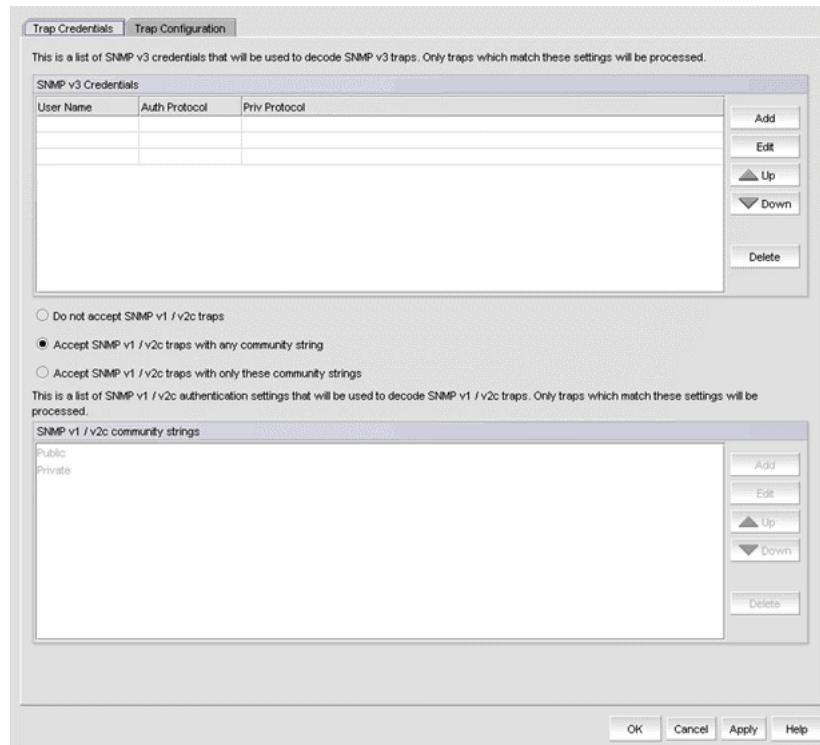 Trap Credentials Trap Configuration
This is a list of SNMP v3 credentials that will be used to decode SNMP v3 traps. Only traps which match these settings will be processed.
SNMP v3 Credentials
User Name Auth Protocol Priv Protocol
Add
Edit
Up
Down
Delete
Do not accept SNMP v1 / v2c traps
Accept SNMP v1 / v2c traps with any community string
Accept SNMP v1 / v2c traps with only these community strings
This is a list of SNMP v1 / v2c authentication settings that will be used to decode SNMP v1 / v2c traps. Only traps which match these settings will be
processed.
SNMP v1 / v2c community strings
Public
Private
Add
Edit
Up
Down
Delete
OK Cancel Apply Help